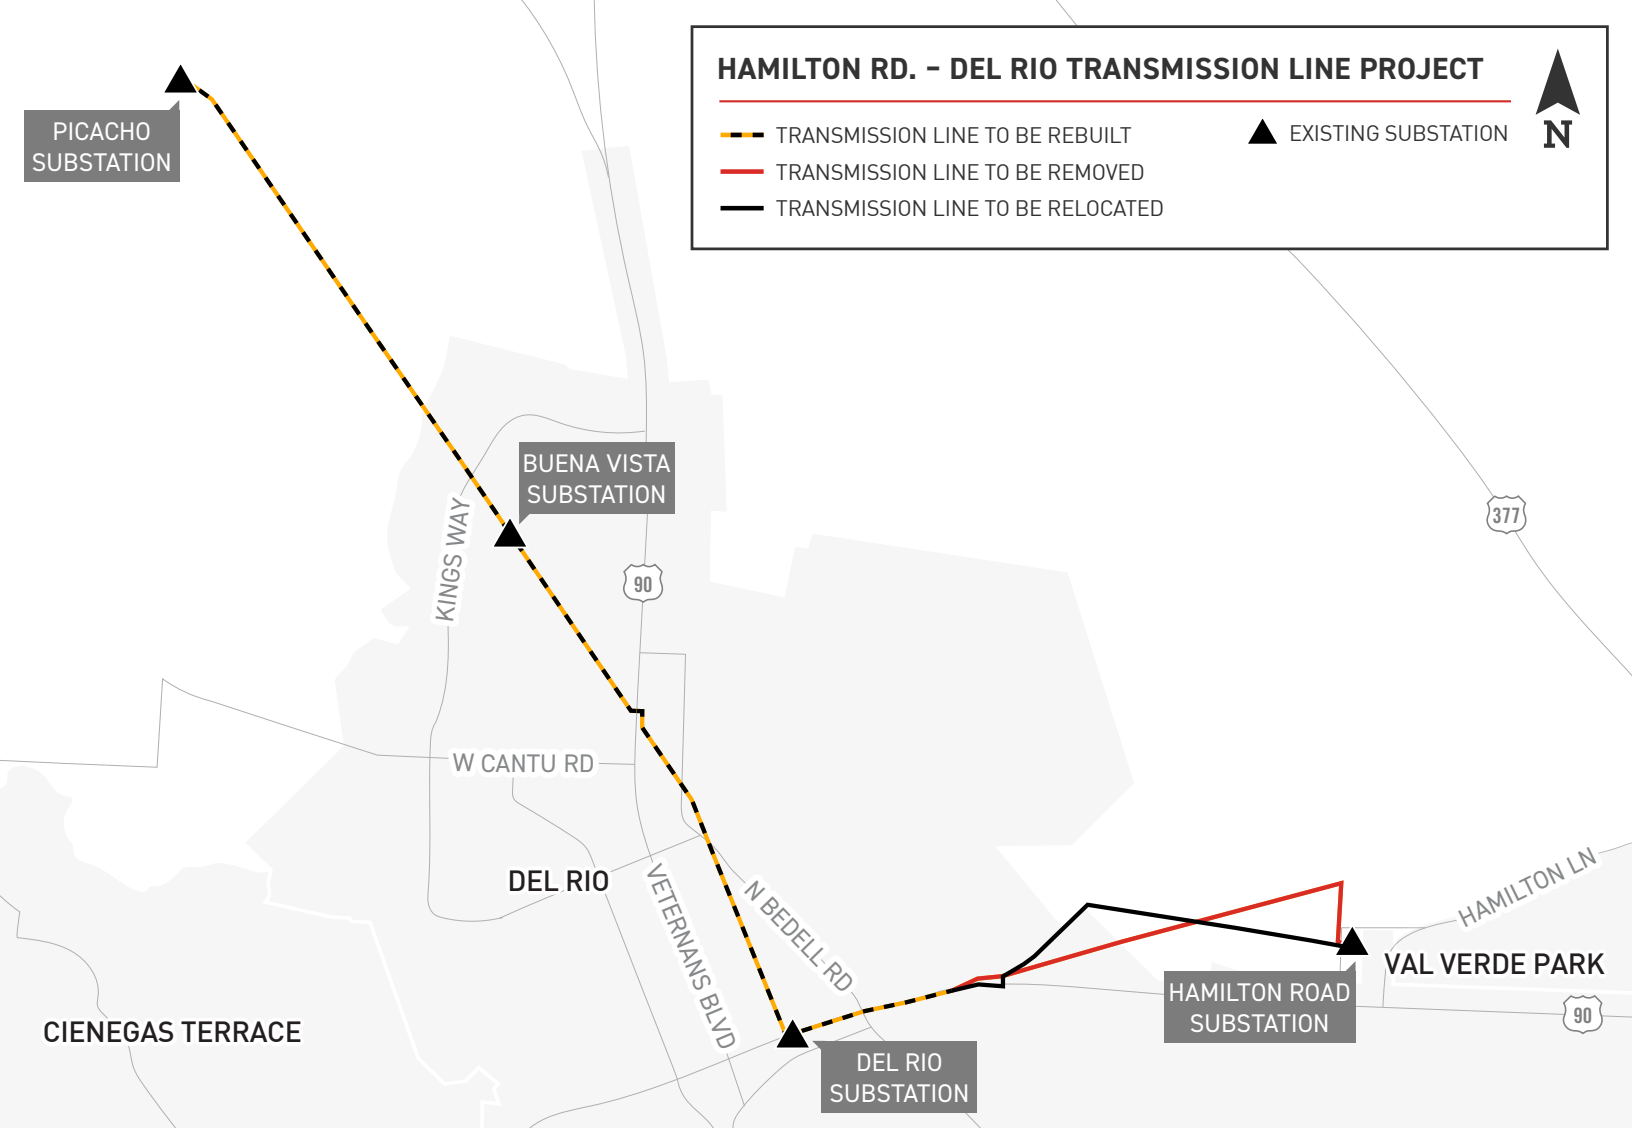 HAMILTON RD. – DEL RIO TRANSMISSION LINE PROJECT
TRANSMISSION LINE TO BE REBUILT
TRANSMISSION LINE TO BE REMOVED
TRANSMISSION LINE TO BE RELOCATED
EXISTING SUBSTATION
N
PICACHO
SUBSTATION
BUENA VISTA
SUBSTATION
KINGS WAY
90
377
W CANTU RD
DEL RIO
VETERNANS BLVD
N BEDELL RD
HAMILTON LN
VAL VERDE PARK
HAMILTON ROAD
SUBSTATION
90
CIENEGAS TERRACE
DEL RIO
SUBSTATION